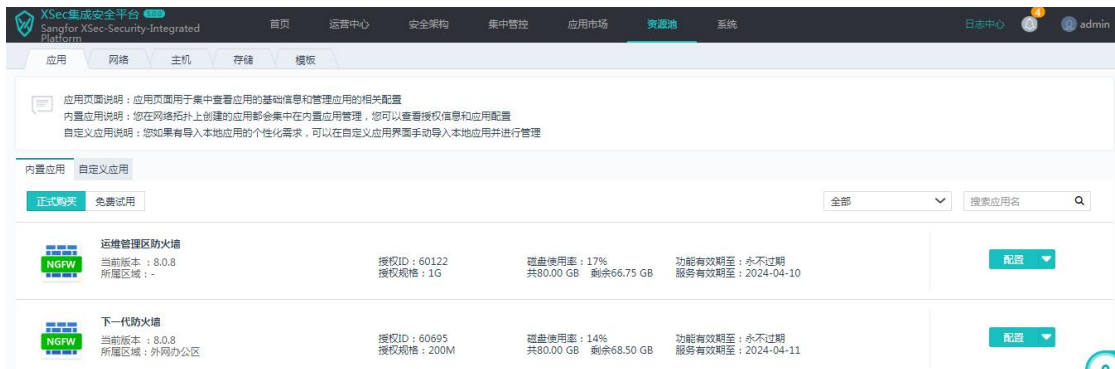 XSec集成安全平台 5.0.0
Sangfor XSec-Security-Integrated
Platform
首页 运营中心 安全架构 集中管控 应用市场 资源池 系统 日志中心 4 admin
应用 网络 主机 存储 模板
应用页面说明：应用页面用于集中查看应用的基础信息和管理应用的相关配置
内置应用说明：您在网络拓扑上创建的应用都会集中在内置应用管理，您可以查看授权信息和应用配置
自定义应用说明：您如果有导入本地应用的个性化需求，可以在自定义应用界面手动导入本地应用并进行管理
内置应用 自定义应用
正式购买 免费试用 全部 搜索应用名
运维管理区防火墙
NGFW
当前版本 ：8.0.8 授权ID：60122 磁盘使用率：17% 功能有效期至：永不过期 配置
所属区域：- 授权规格：1G 共80.00 GB 剩余66.75 GB 服务有效期至：2024-04-10
下一代防火墙
NGFW
当前版本 ：8.0.8 授权ID：60695 磁盘使用率：14% 功能有效期至：永不过期 配置
所属区域：外网办公区 授权规格：200M 共80.00 GB 剩余68.50 GB 服务有效期至：2024-04-11